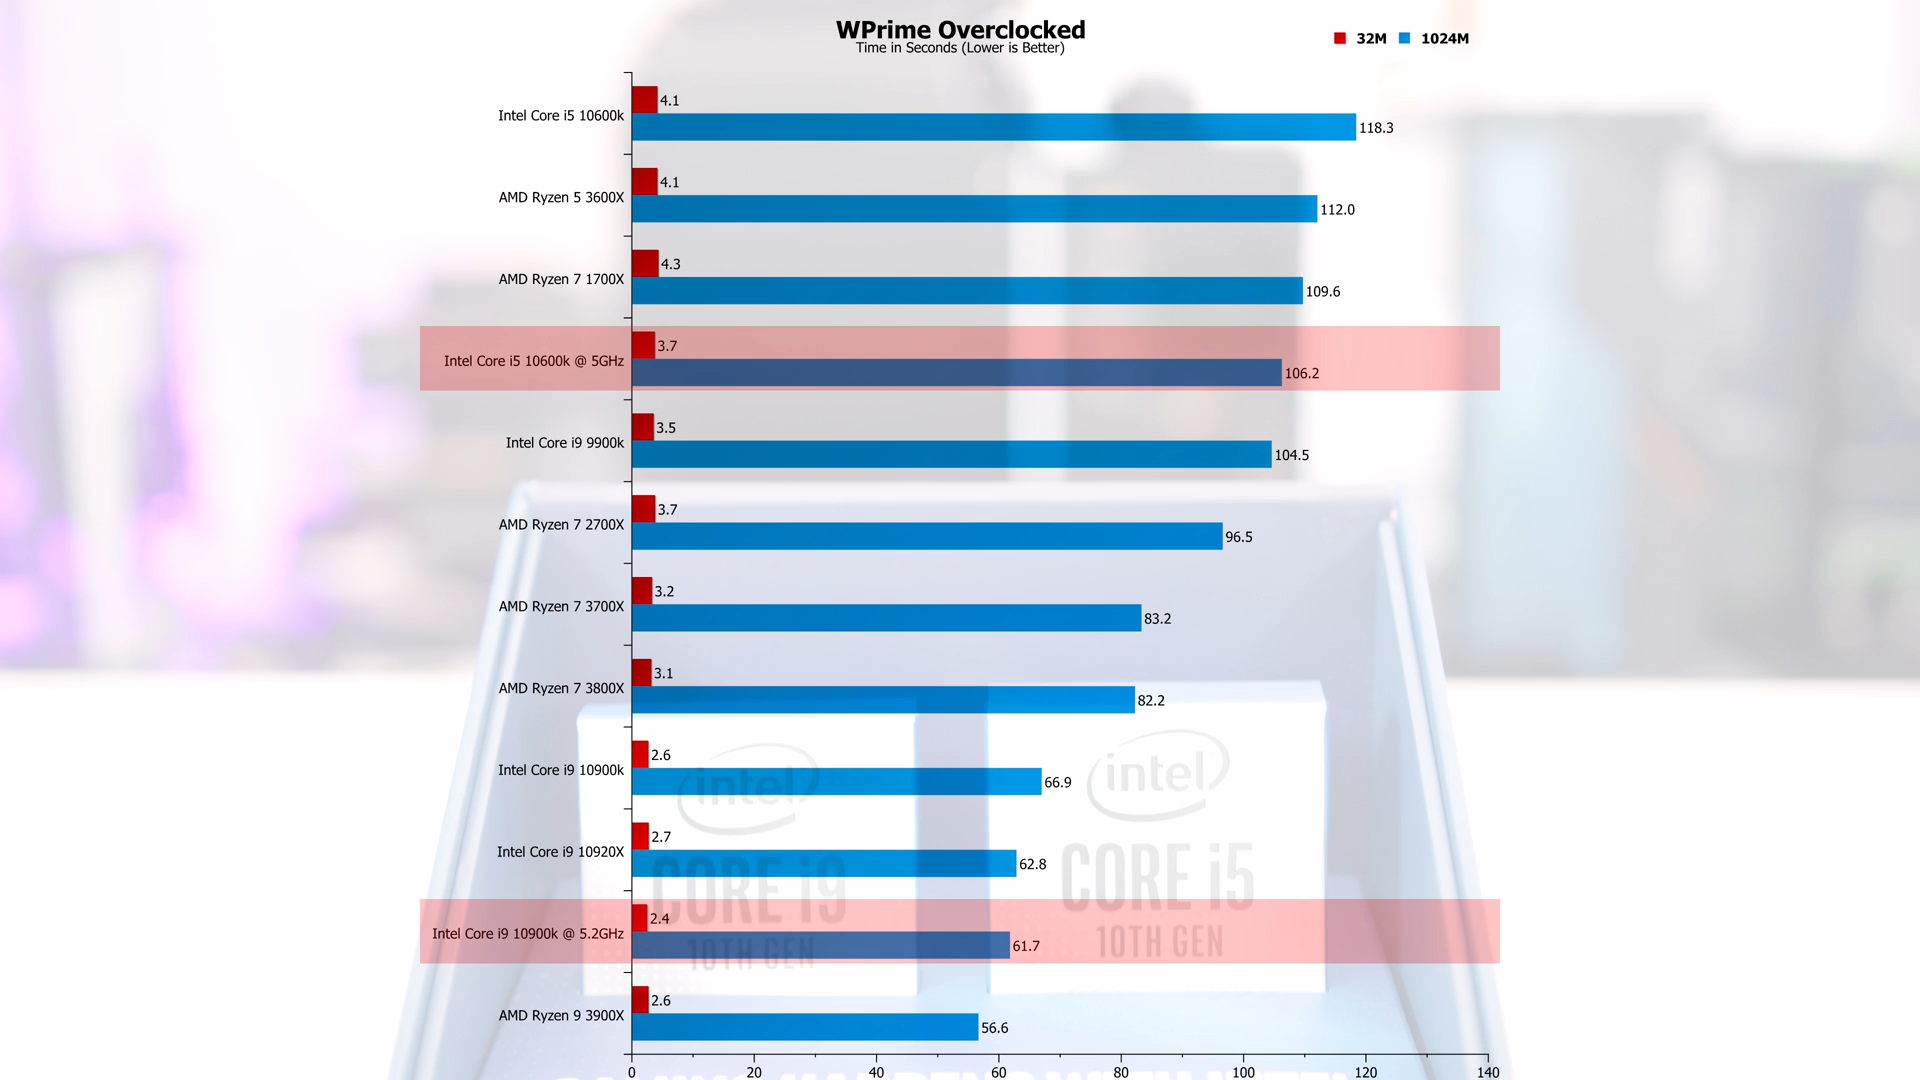 WPrime Overclocked
Time in Seconds (Lower is Better)
32M 1024M
Intel Core i5 10600k 4.1 118.3
AMD Ryzen 5 3600X 4.1 112.0
AMD Ryzen 7 1700X 4.3 109.6
Intel Core i5 10600k @ 5GHz 3.7 106.2
Intel Core i9 9900k 3.5 104.5
AMD Ryzen 7 2700X 3.7 96.5
AMD Ryzen 7 3700X 3.2 83.2
AMD Ryzen 7 3800X 3.1 82.2
Intel Core i9 10900k 2.6 66.9
Intel Core i9 10920X 2.7 62.8
Intel Core i9 10900k @ 5.2GHz 2.4 61.7
AMD Ryzen 9 3900X 2.6 56.6
0 20 40 60 80 100 120 140
intel
CORE i9
10TH GEN
intel
CORE i5
10TH GEN